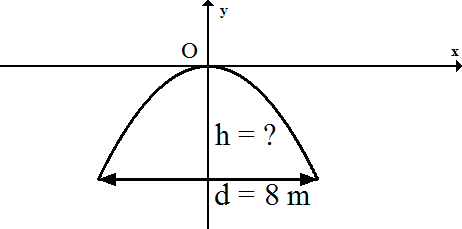 y
O
x
h = ?
d = 8 m